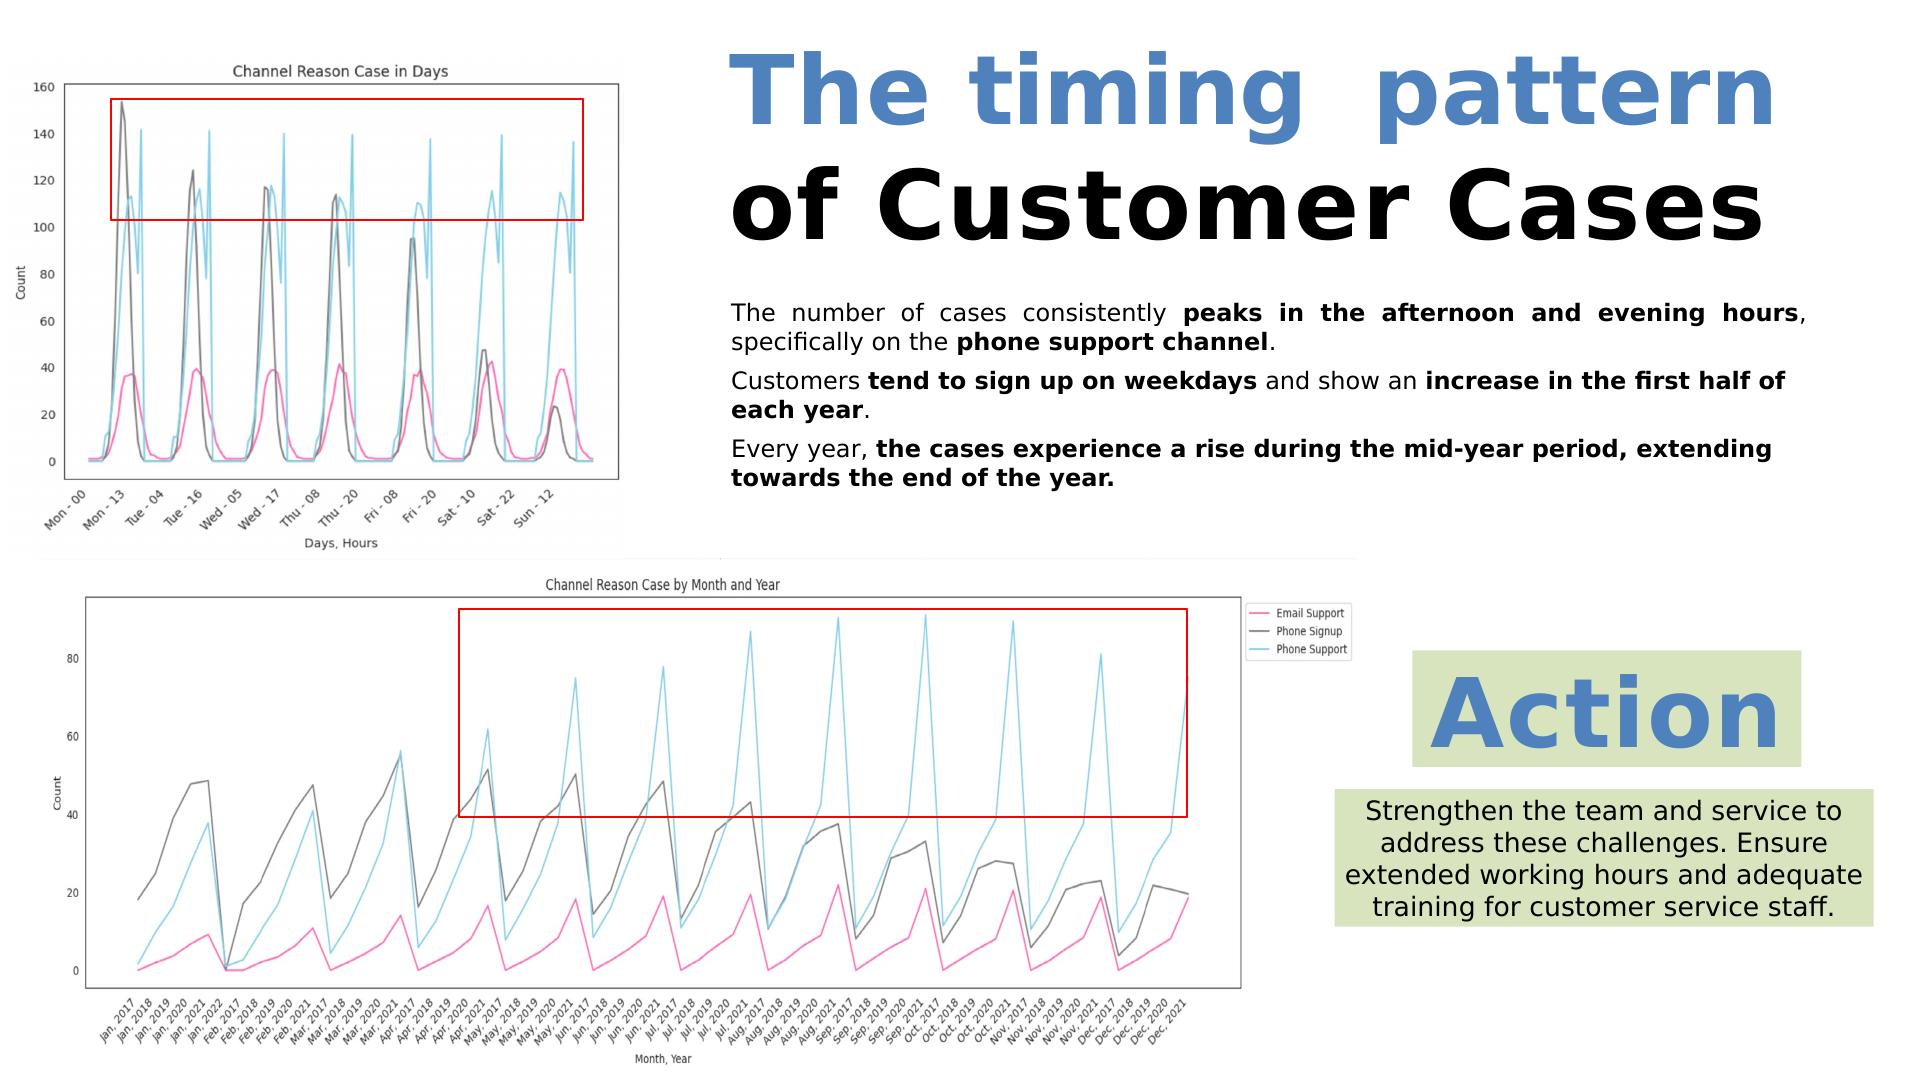 The timing  pattern
of Customer Cases
The number of cases consistently peaks in the afternoon and evening hours,
specifically on the phone support channel.
Customers tend to sign up on weekdays and show an increase in the first half of
each year.
Every year, the cases experience a rise during the mid-year period, extending
towards the end of the year.
Channel Reason Case in Days
160
140
120
100
80
60
40
20
0
Count
Mon - 00
Mon - 13
Tue - 04
Tue - 16
Wed - 05
Wed - 17
Thu - 08
Thu - 20
Fri - 08
Fri - 20
Sat - 10
Sat - 22
Sun - 12
Days, Hours
Channel Reason Case by Month and Year
Email Support
Phone Signup
Phone Support
80
60
40
20
0
Count
Jan, 2017
Jan, 2018
Jan, 2019
Jan, 2020
Jan, 2021
Jan, 2022
Feb, 2017
Feb, 2018
Feb, 2019
Feb, 2020
Feb, 2021
Mar, 2017
Mar, 2018
Mar, 2019
Mar, 2020
Mar, 2021
Apr, 2017
Apr, 2018
Apr, 2019
Apr, 2020
Apr, 2021
May, 2017
May, 2018
May, 2019
May, 2020
May, 2021
Jun, 2017
Jun, 2018
Jun, 2019
Jun, 2020
Jun, 2021
Jul, 2017
Jul, 2018
Jul, 2019
Jul, 2020
Jul, 2021
Aug, 2017
Aug, 2018
Aug, 2019
Aug, 2020
Aug, 2021
Sep, 2017
Sep, 2018
Sep, 2019
Sep, 2020
Sep, 2021
Oct, 2017
Oct, 2018
Oct, 2019
Oct, 2020
Oct, 2021
Nov, 2017
Nov, 2018
Nov, 2019
Nov, 2020
Nov, 2021
Dec, 2017
Dec, 2018
Dec, 2019
Dec, 2020
Dec, 2021
Month, Year
Action
Strengthen the team and service to
address these challenges. Ensure
extended working hours and adequate
training for customer service staff.